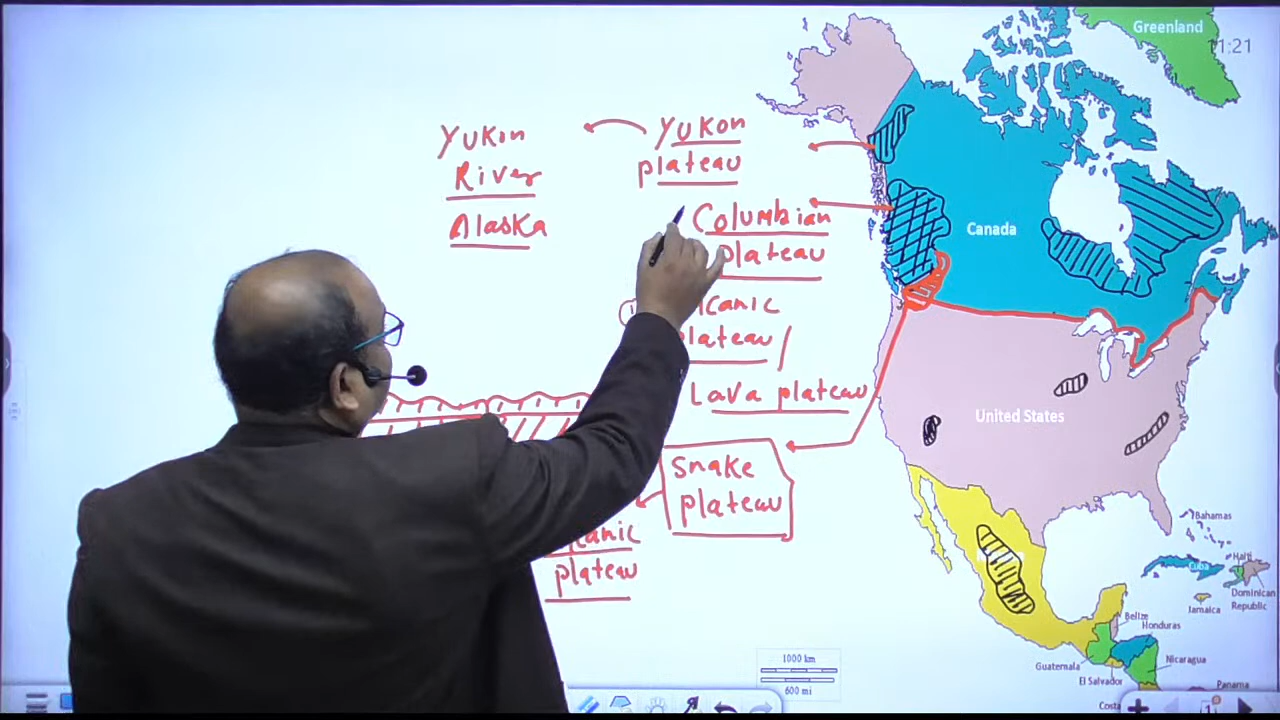 Greenland
11:21
Yukon
River
Alaska
Yukon
plateau
Columbian
plateau
plateau /
Lava plateau
Snake
plateau
plateau
Canada
United States
Bahamas
Cuba
Haiti
Dominican
Republic
Jamaica
Belize
Honduras
Guatemala
El Salvador
Nicaragua
Panama
1000 km
600 mi